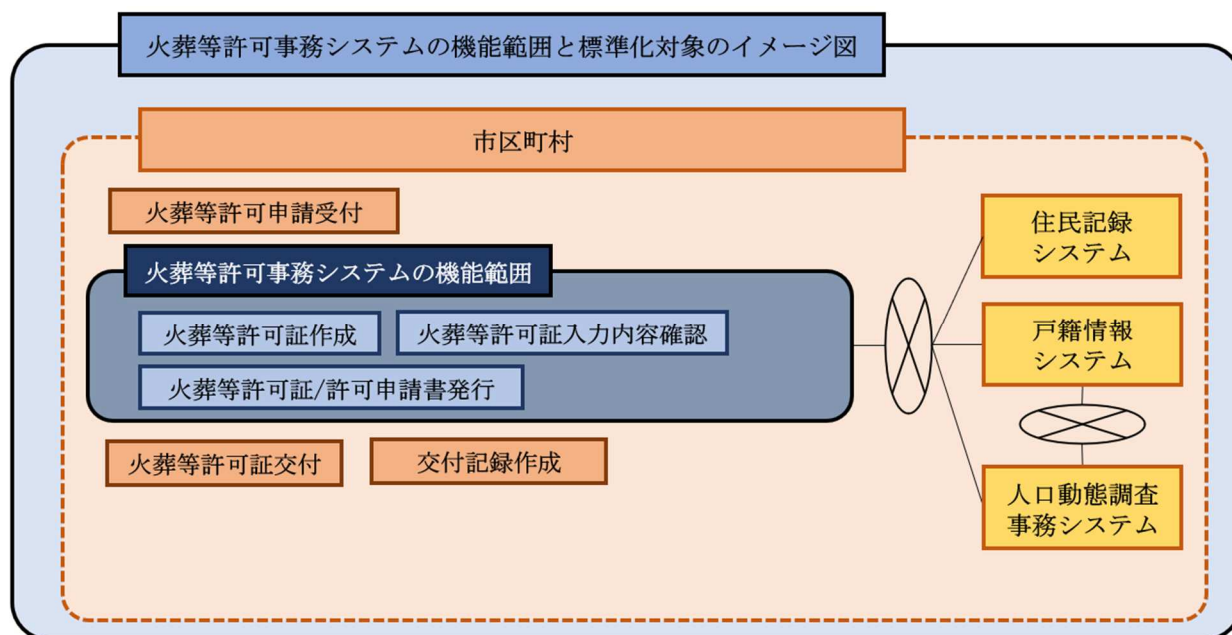 火葬等許可事務システムの機能範囲と標準化対象のイメージ図
市区町村
火葬等許可申請受付
火葬等許可事務システムの機能範囲
火葬等許可証作成
火葬等許可証入力内容確認
火葬等許可証/許可申請書発行
火葬等許可証交付
交付記録作成
住民記録
システム
戸籍情報
システム
人口動態調査
事務システム